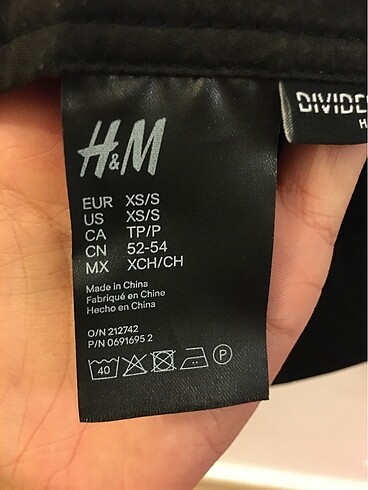 H&M
DIVIDE
H
EUR XS/S
US XS/S
CA TP/P
CN 52-54
MX XCH/CH
Made in China
Fabriqué en Chine
Hecho en China
O/N 212742
P/N 0691695 2
40
P